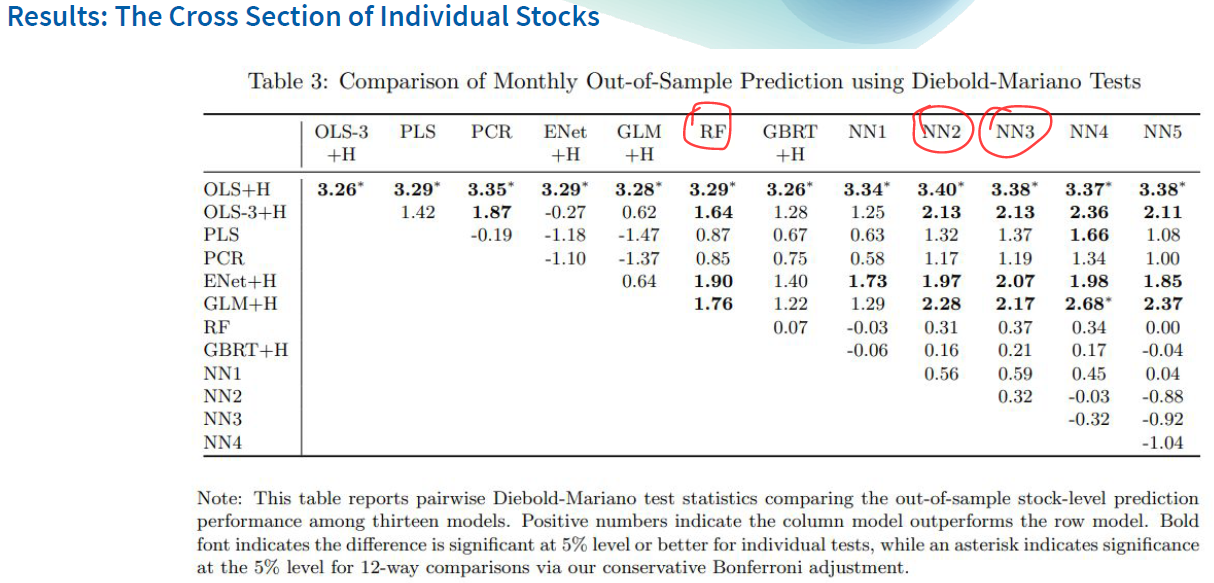 Results: The Cross Section of Individual Stocks
Table 3: Comparison of Monthly Out-of-Sample Prediction using Diebold-Mariano Tests
OLS-3 PLS PCR ENet GLM RF GBRT NN1 NN2 NN3 NN4 NN5
+H +H +H +H
OLS+H 3.26* 3.29* 3.35* 3.29* 3.28* 3.29* 3.26* 3.34* 3.40* 3.38* 3.37* 3.38*
OLS-3+H 1.42 1.87 -0.27 0.62 1.64 1.28 1.25 2.13 2.13 2.36 2.11
PLS -0.19 -1.18 -1.47 0.87 0.67 0.63 1.32 1.37 1.66 1.08
PCR -1.10 -1.37 0.85 0.75 0.58 1.17 1.19 1.34 1.00
ENet+H 0.64 1.90 1.40 1.73 1.97 2.07 1.98 1.85
GLM+H 1.76 1.22 1.29 2.28 2.17 2.68* 2.37
RF 0.07 -0.03 0.31 0.37 0.34 0.00
GBRT+H -0.06 0.16 0.21 0.17 -0.04
NN1 0.56 0.59 0.45 0.04
NN2 0.32 -0.03 -0.88
NN3 -0.32 -0.92
NN4 -1.04
Note: This table reports pairwise Diebold-Mariano test statistics comparing the out-of-sample stock-level prediction
performance among thirteen models. Positive numbers indicate the column model outperforms the row model. Bold
font indicates the difference is significant at 5% level or better for individual tests, while an asterisk indicates significance
at the 5% level for 12-way comparisons via our conservative Bonferroni adjustment.